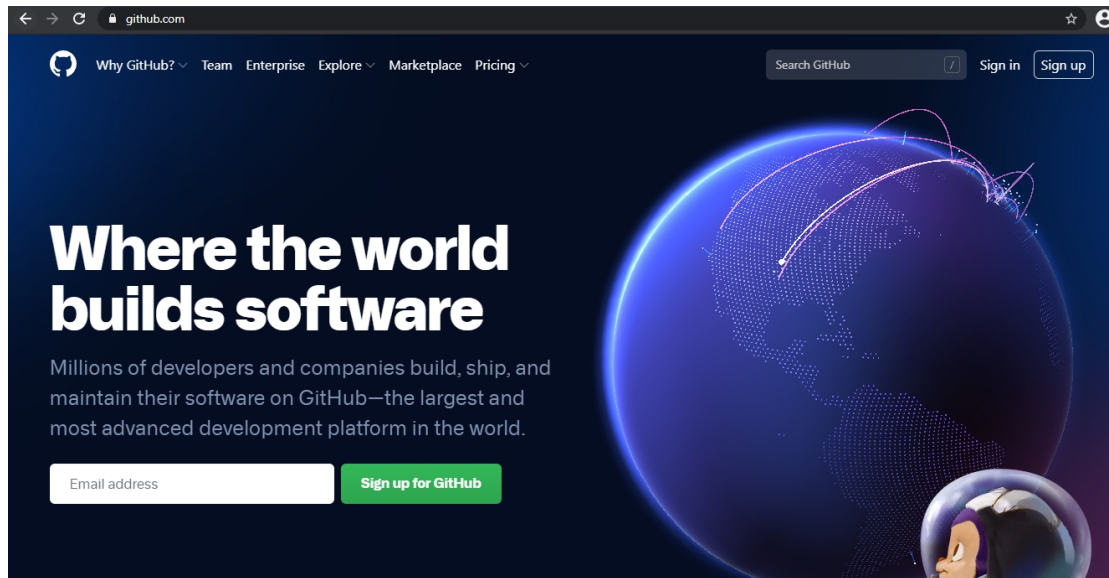 github.com
Why GitHub? Team Enterprise Explore Marketplace Pricing Search GitHub / Sign in Sign up
Where the world
builds software
Millions of developers and companies build, ship, and
maintain their software on GitHub—the largest and
most advanced development platform in the world.
Email address Sign up for GitHub